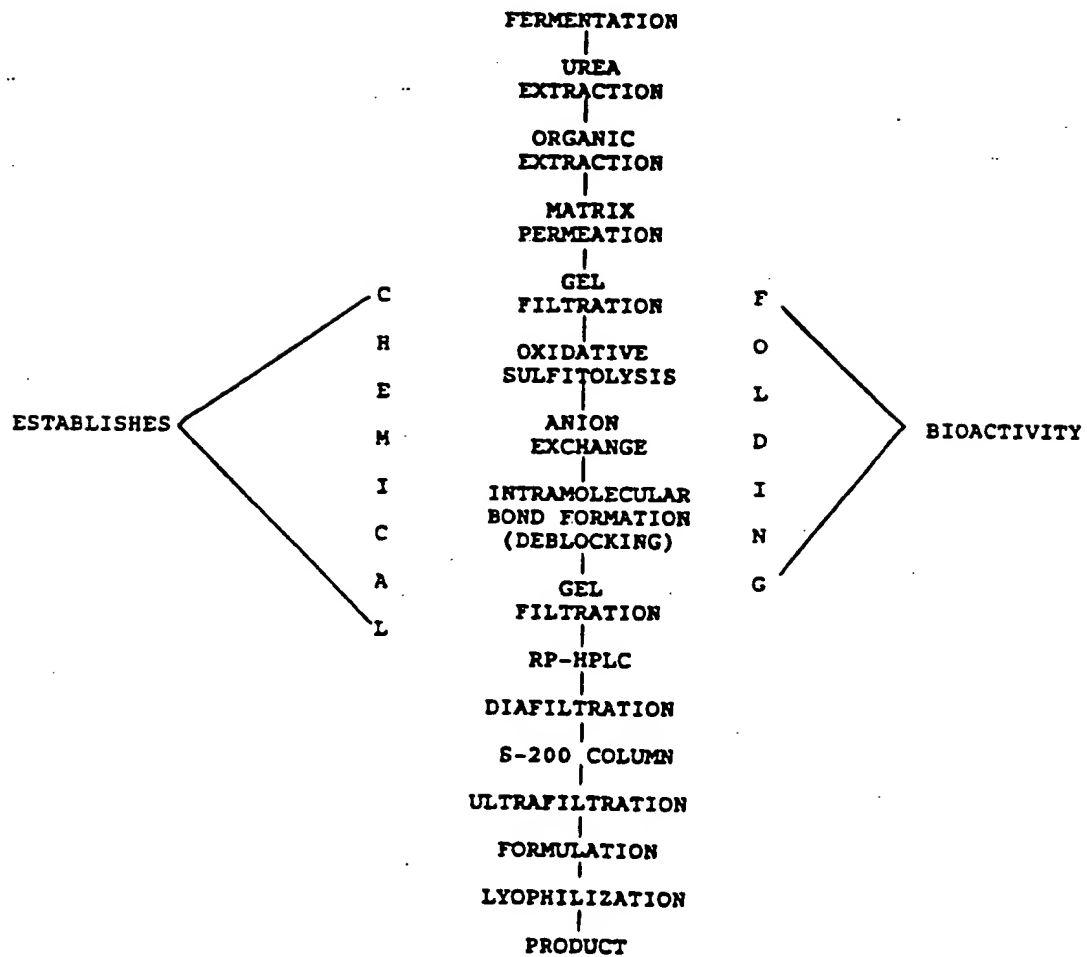 FERMENTATION
UREA
EXTRACTION
ORGANIC
EXTRACTION
MATRIX
PERMEATION
GEL
FILTRATION
OXIDATIVE
SULFITOLYSIS
ANION
EXCHANGE
INTRAMOLECULAR
BOND FORMATION
(DEBLOCKING)
GEL
FILTRATION
RP-HPLC
DIAFILTRATION
S-200 COLUMN
ULTRAFILTRATION
FORMULATION
LYOPHILIZATION
PRODUCT
ESTABLISHES
C
H
E
M
I
C
A
L
F
O
L
D
I
N
G
BIOACTIVITY